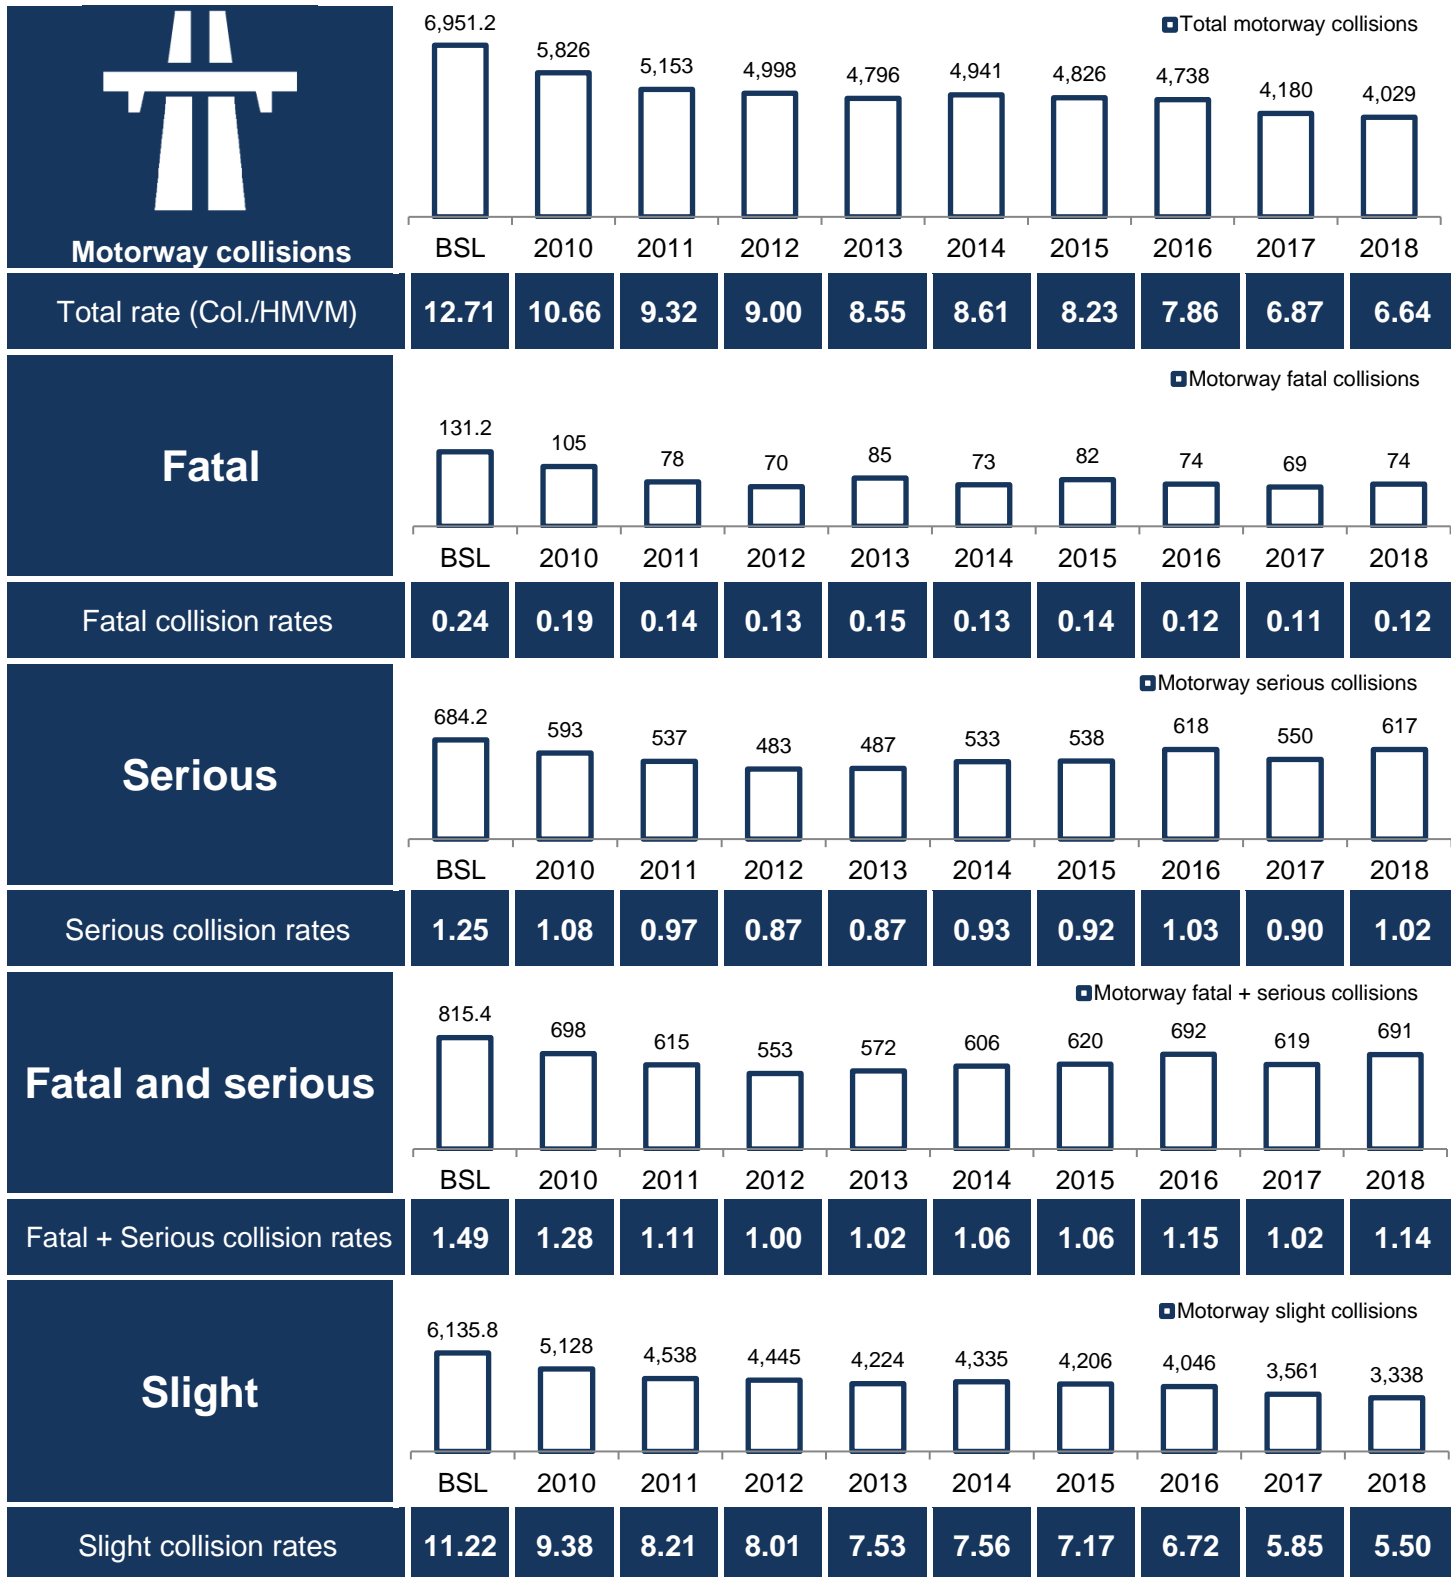 Total motorway collisions
6,951.2 5,826 5,153 4,998 4,796 4,941 4,826 4,738 4,180 4,029
Motorway collisions
BSL 2010 2011 2012 2013 2014 2015 2016 2017 2018
Total rate (Col./HMVM) 12.71 10.66 9.32 9.00 8.55 8.61 8.23 7.86 6.87 6.64
Motorway fatal collisions
Fatal
131.2 105 78 70 85 73 82 74 69 74
BSL 2010 2011 2012 2013 2014 2015 2016 2017 2018
Fatal collision rates 0.24 0.19 0.14 0.13 0.15 0.13 0.14 0.12 0.11 0.12
Motorway serious collisions
Serious
684.2 593 537 483 487 533 538 618 550 617
BSL 2010 2011 2012 2013 2014 2015 2016 2017 2018
Serious collision rates 1.25 1.08 0.97 0.87 0.87 0.93 0.92 1.03 0.90 1.02
Motorway fatal + serious collisions
Fatal and serious
815.4 698 615 553 572 606 620 692 619 691
BSL 2010 2011 2012 2013 2014 2015 2016 2017 2018
Fatal + Serious collision rates 1.49 1.28 1.11 1.00 1.02 1.06 1.06 1.15 1.02 1.14
Motorway slight collisions
Slight
6,135.8 5,128 4,538 4,445 4,224 4,335 4,206 4,046 3,561 3,338
BSL 2010 2011 2012 2013 2014 2015 2016 2017 2018
Slight collision rates 11.22 9.38 8.21 8.01 7.53 7.56 7.17 6.72 5.85 5.50